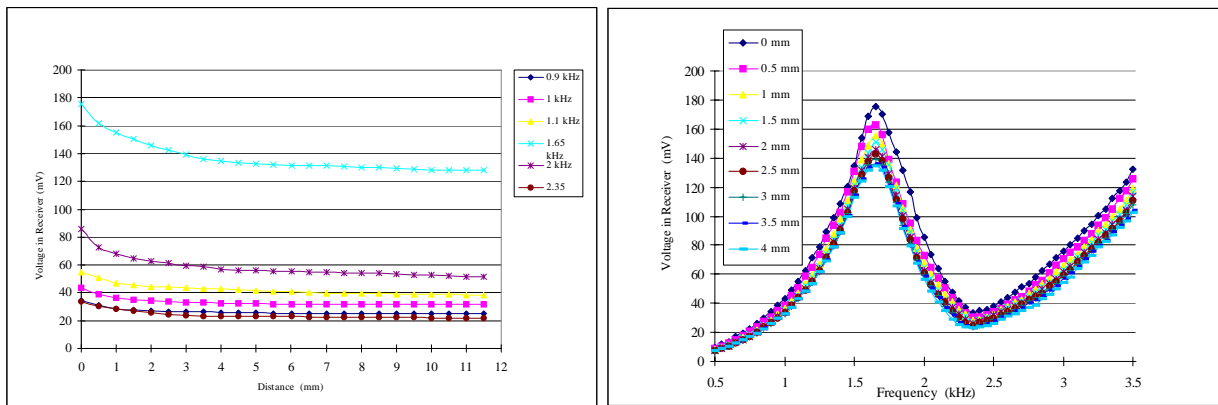 200
180
160
140
120
100
80
60
40
20
0
Voltage in Receiver (mV)
0 1 2 3 4 5 6 7 8 9 10 11 12
Distance (mm)
0.9 kHz
1 kHz
1.1 kHz
1.65
kHz
2 kHz
2.35
200
180
160
140
120
100
80
60
40
20
0
Voltage in Receiver (mV)
0.5 1 1.5 2 2.5 3 3.5
Frequency (kHz)
0 mm
0.5 mm
1 mm
1.5 mm
2 mm
2.5 mm
3 mm
3.5 mm
4 mm